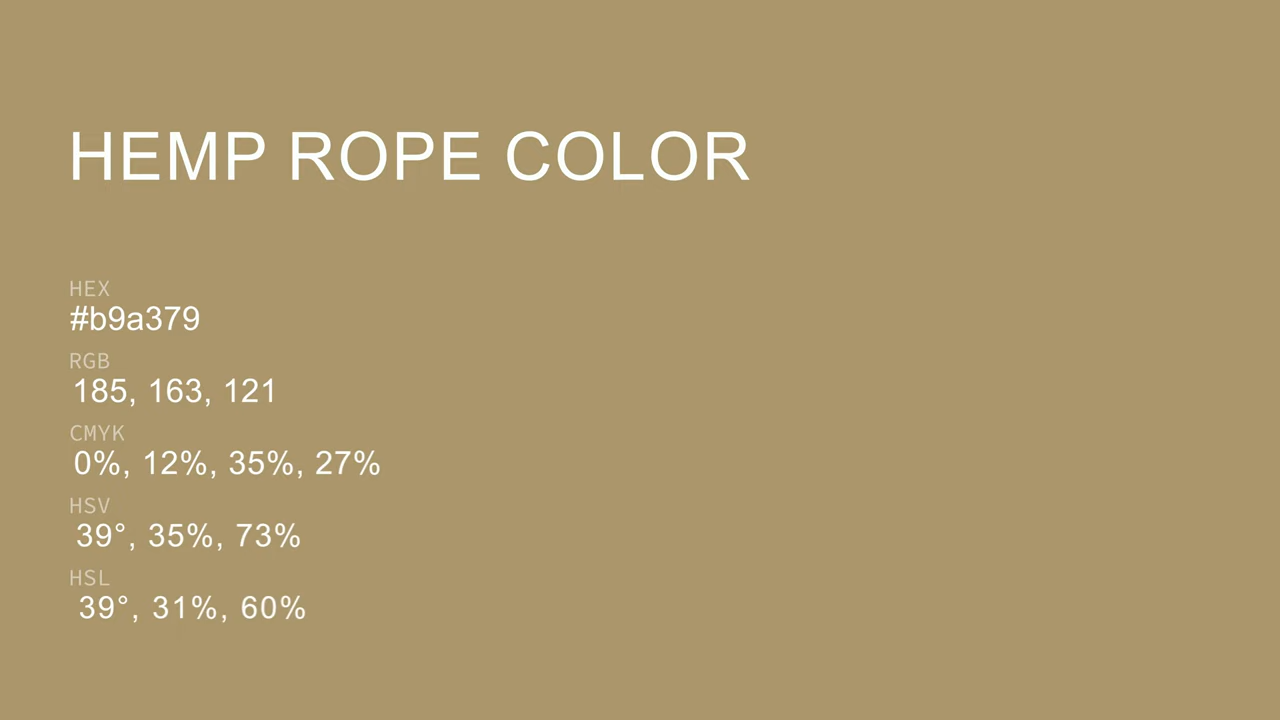 HEMP ROPE COLOR
HEX
#b9a379
RGB
185, 163, 121
CMYK
0%, 12%, 35%, 27%
HSV
39°, 35%, 73%
HSL
39°, 31%, 60%